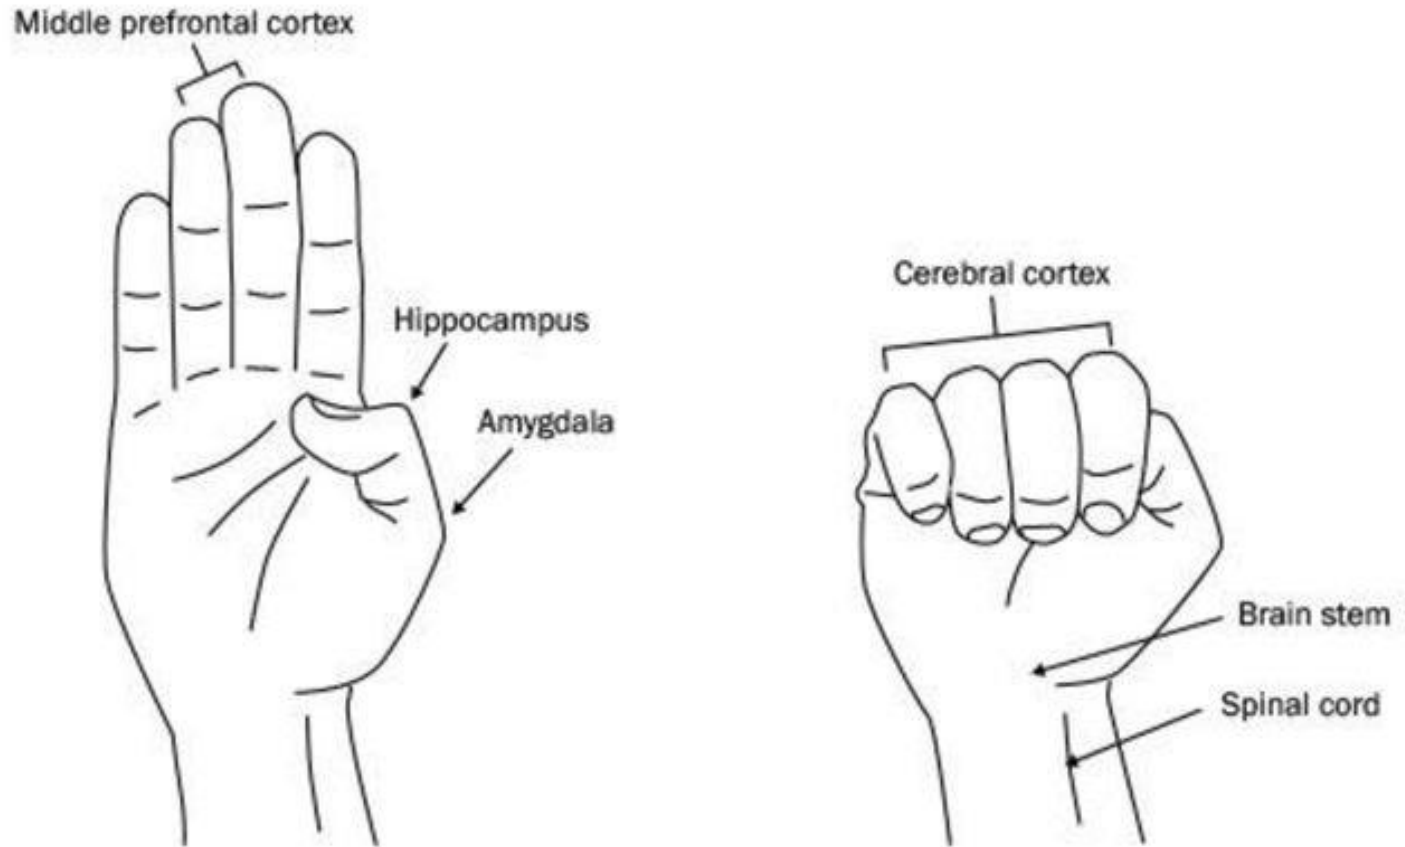 Middle prefrontal cortex
Hippocampus
Amygdala
Cerebral cortex
Brain stem
Spinal cord